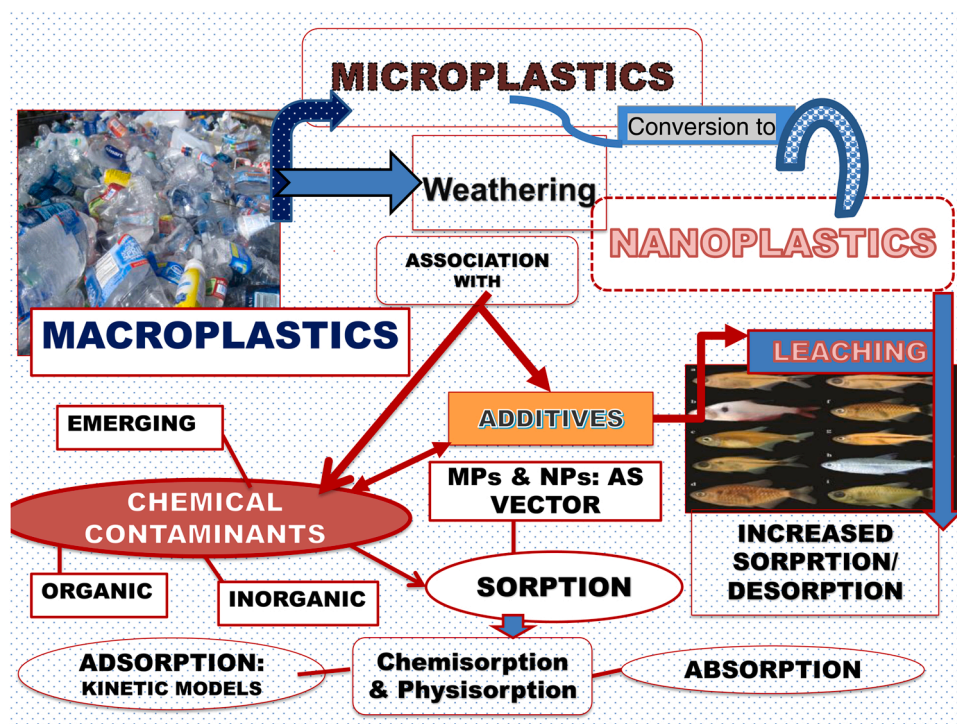 MICROPLASTICS
Conversion to
Weathering
NANOPLASTICS
ASSOCIATION
WITH
MACROPLASTICS
LEACHING
EMERGING
ADDITIVES
MPs & NPs: AS
VECTOR
CHEMICAL
CONTAMINANTS
INCREASED
SORPRTION/
DESORPTION
ORGANIC
INORGANIC
SORPTION
ADSORPTION:
KINETIC MODELS
Chemisorption
& Physisorption
ABSORPTION